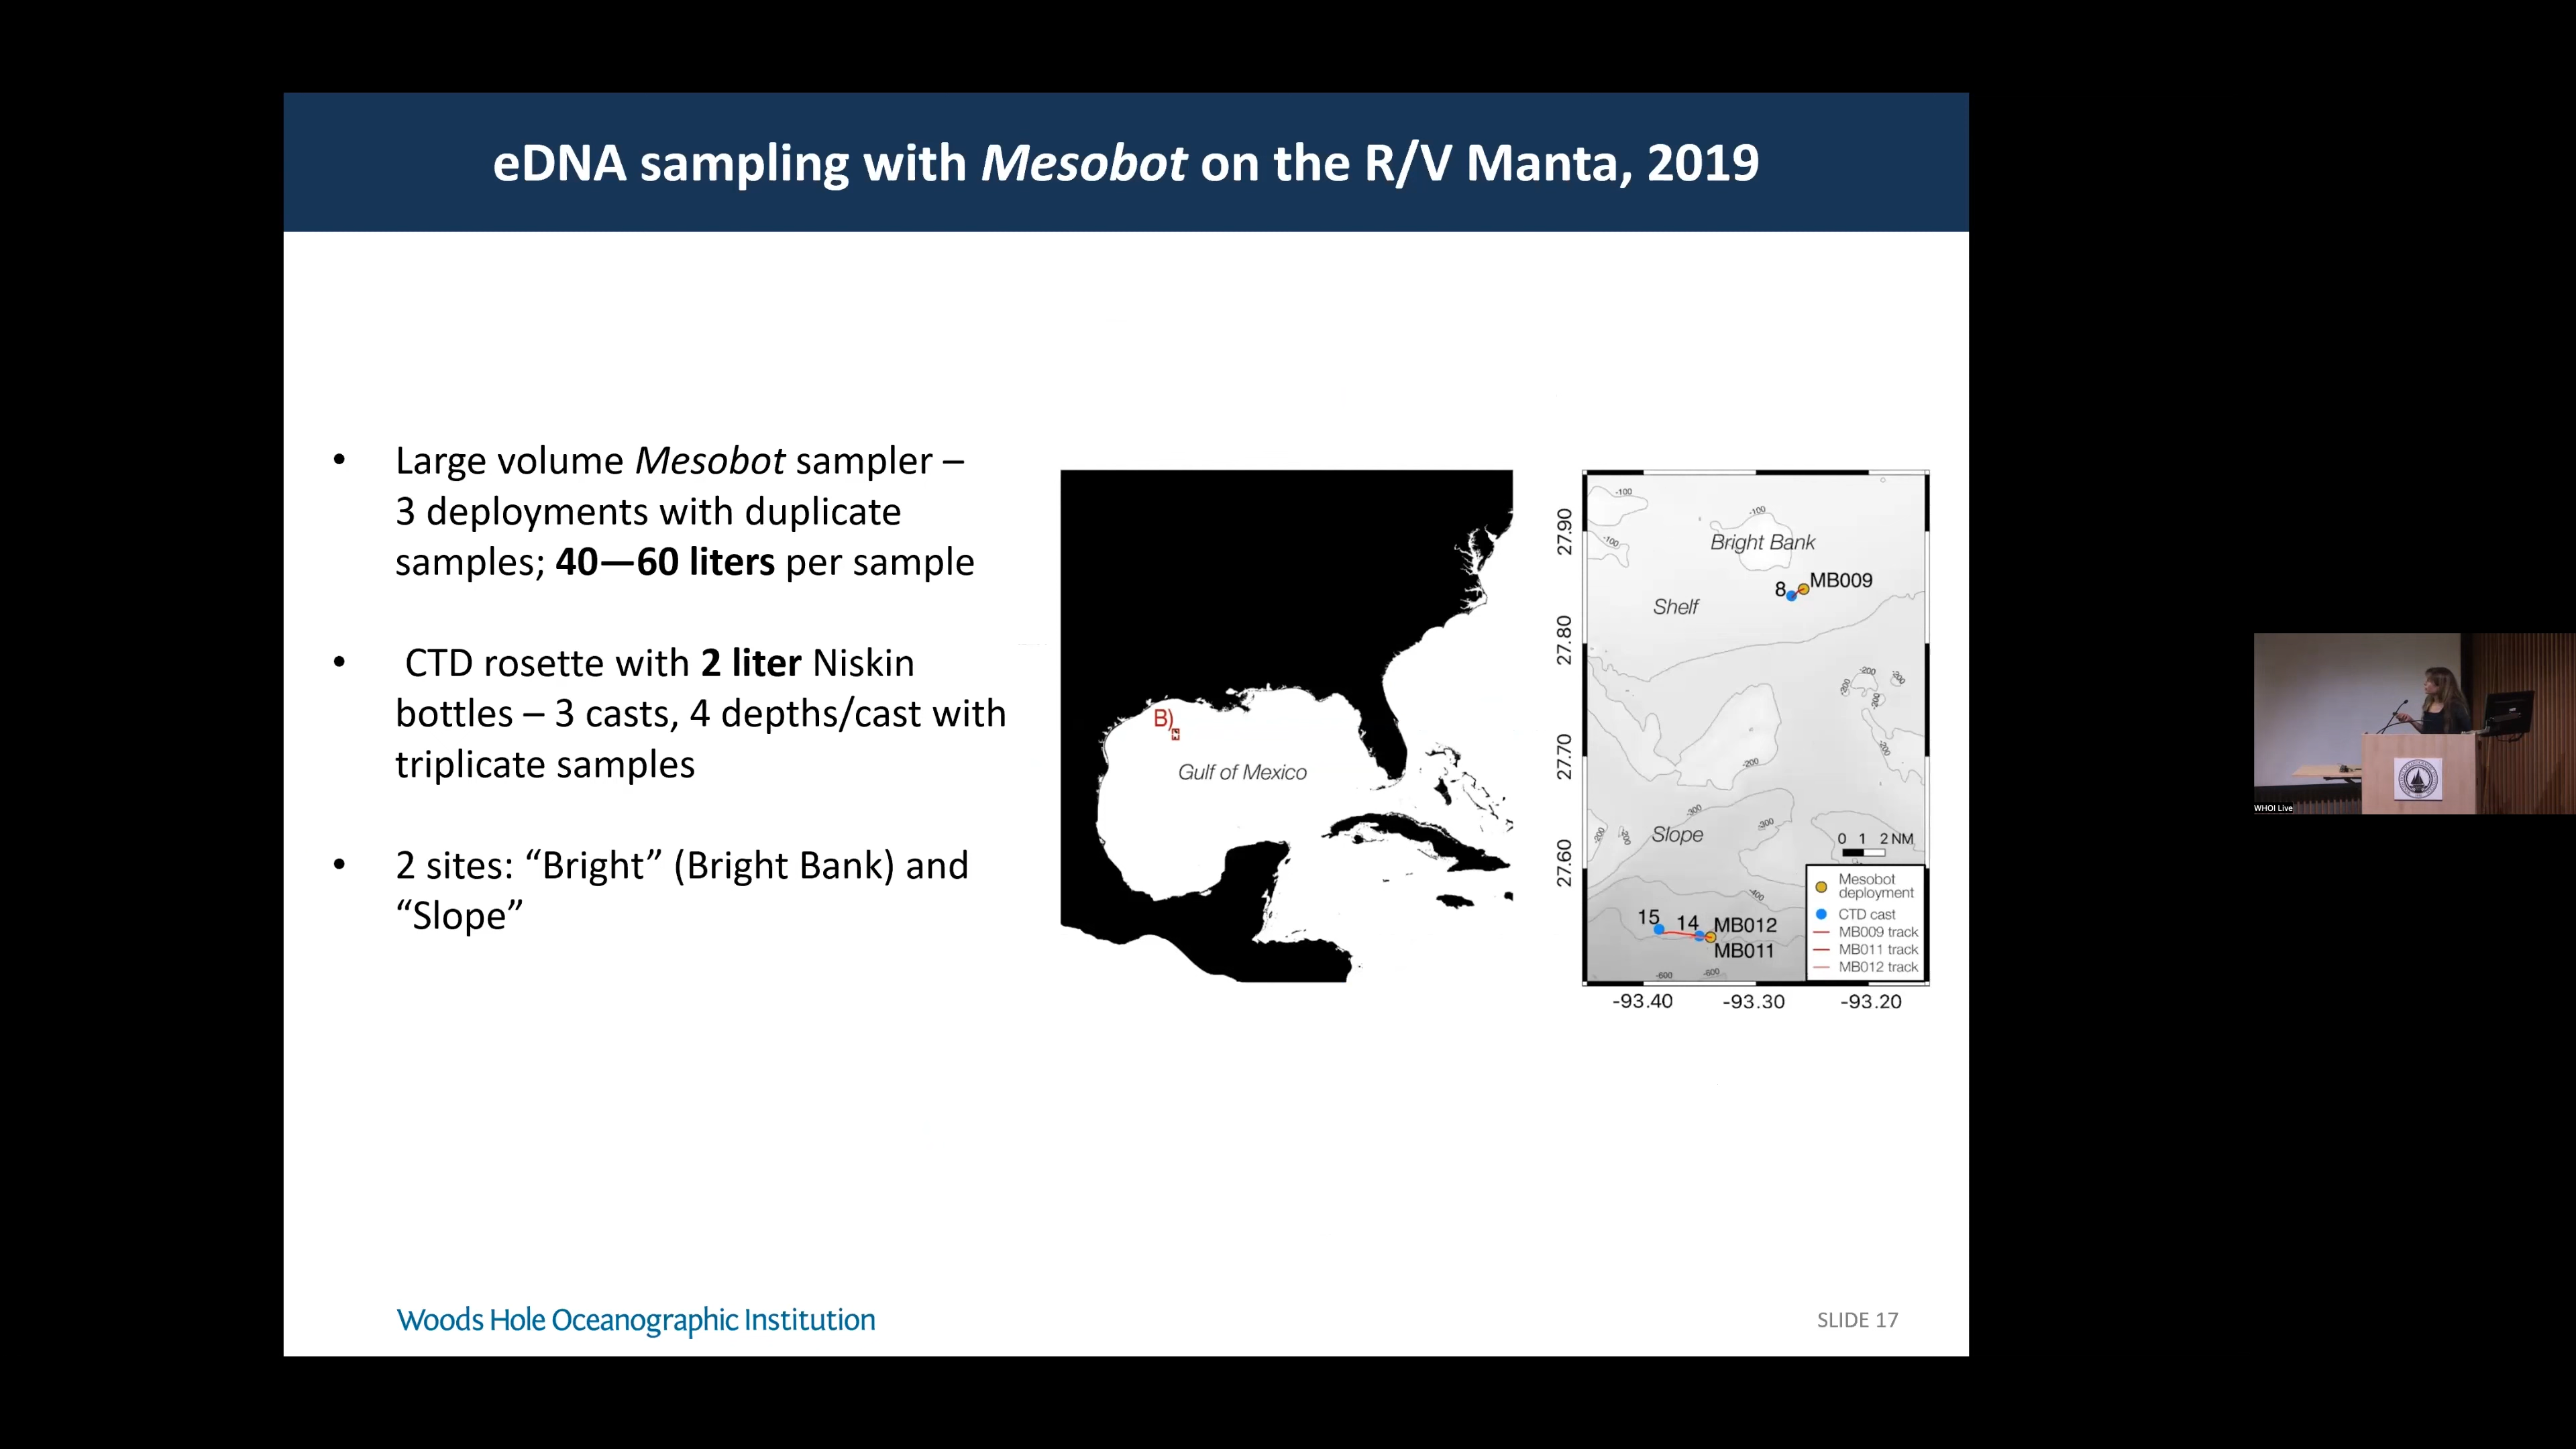 eDNA sampling with Mesobot on the R/V Manta, 2019
• Large volume Mesobot sampler –
3 deployments with duplicate
samples; 40—60 liters per sample
• CTD rosette with 2 liter Niskin
bottles – 3 casts, 4 depths/cast with
triplicate samples
• 2 sites: “Bright” (Bright Bank) and
“Slope”
B)
Gulf of Mexico
27.90
27.80
27.70
27.60
-100
-100
-100
Bright Bank
8
MB009
Shelf
-200
-200
-200
-200
-200
-200
-300
-300
-200
-200
Slope
0 1 2 NM
-400
15
14
MB012
MB011
-600
-600
Mesobot
deployment
CTD cast
MB009 track
MB011 track
MB012 track
-93.40
-93.30
-93.20
WHOI Live
Woods Hole Oceanographic Institution
SLIDE 17